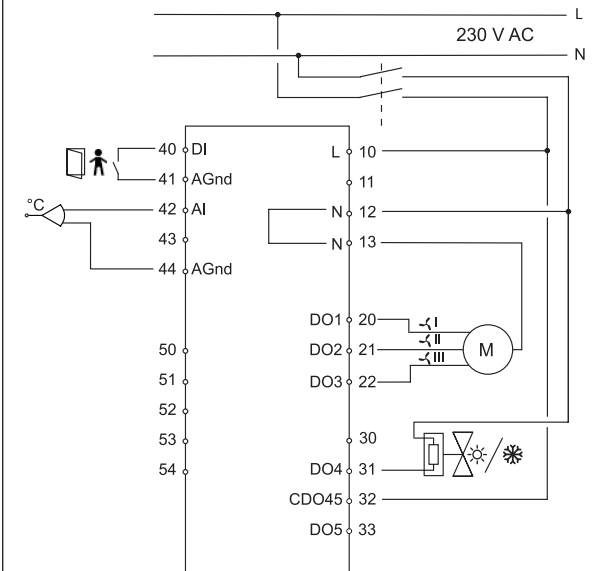 L
230 V AC
N
40 DI
L 10
41 AGnd
11
°C
42 AI
N 12
43
N 13
44 AGnd
DO1 20
I
50
DO2 21
II
M
51
DO3 22
III
52
53
30
54
DO4 31
CDO45 32
DO5 33